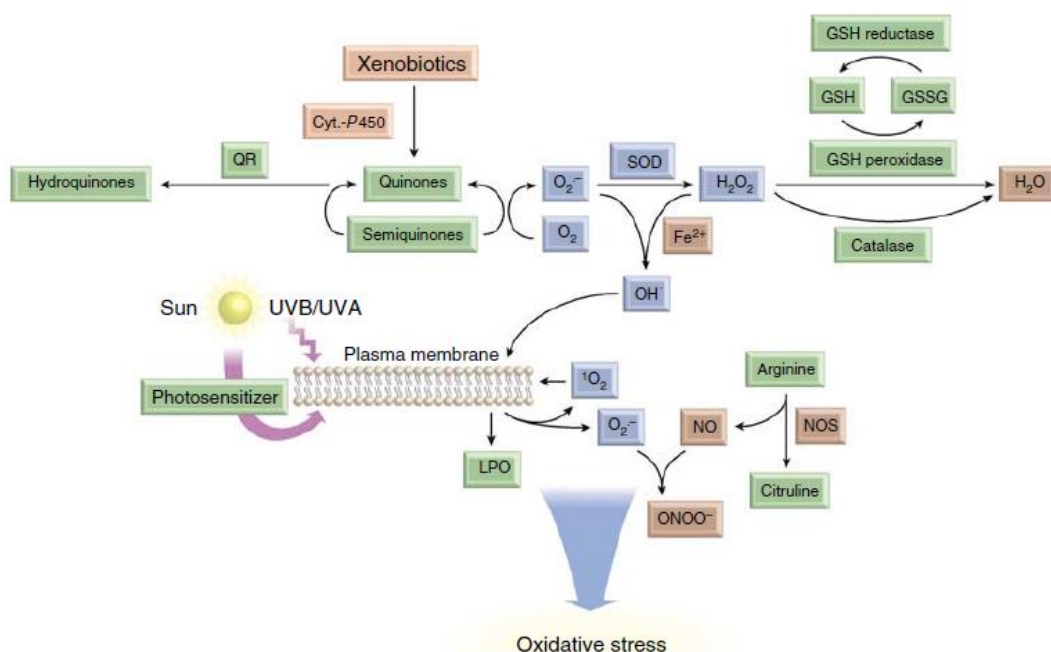 GSH reductase
Xenobiotics
GSH
GSSG
Cyt.-P450
QR
SOD
GSH peroxidase
Hydroquinones
Quinones
O₂·⁻
H₂O₂
H₂O
Semiquinones
O₂
Fe²⁺
Catalase
OH·
Sun
UVB/UVA
Plasma membrane
Photosensitizer
¹O₂
Arginine
O₂·⁻
NO
NOS
LPO
Citruline
ONOO⁻
Oxidative stress